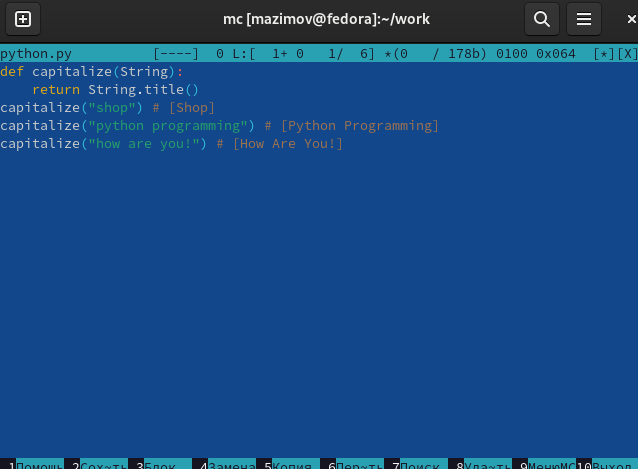 mc [mazimov@fedora]:~/work
python.py [----] 0 L:[ 1+ 0 1/ 6] *(0 / 178b) 0100 0x064 [*][X]
def capitalize(String):
    return String.title()
capitalize("shop") # [Shop]
capitalize("python programming") # [Python Programming]
capitalize("how are you!") # [How Are You!]
1Помощь 2Сох~ть 3Блок 4Замена 5Копия 6Пер~ть 7Поиск 8Уда~ть 9МенюMC 10Выход